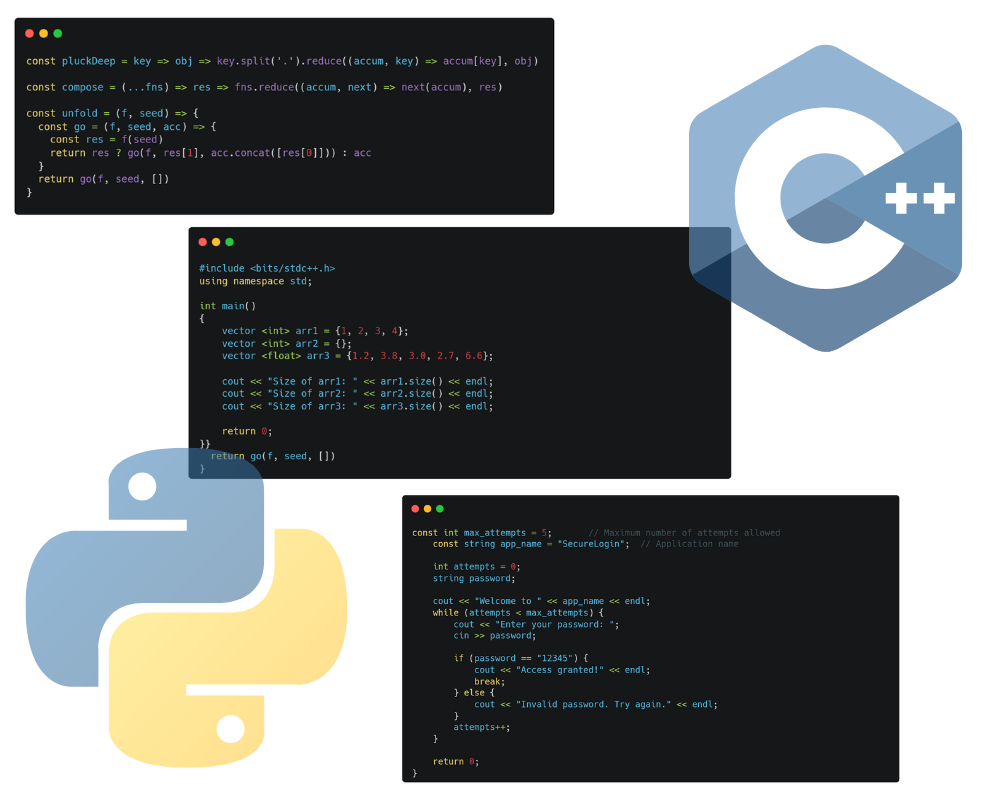 const pluckDeep = key => obj => key.split('.').reduce((accum, key) => accum[key], obj)
const compose = (...fns) => res => fns.reduce((accum, next) => next(accum), res)
const unfold = (f, seed) => {
  const go = (f, seed, acc) => {
    const res = f(seed)
    return res ? go(f, res[1], acc.concat([res[0]])) : acc
  }
  return go(f, seed, [])
}
C++
#include <bits/stdc++.h>
using namespace std;
int main()
{
    vector <int> arr1 = {1, 2, 3, 4};
    vector <int> arr2 = {};
    vector <float> arr3 = {1.2, 3.8, 3.0, 2.7, 6.6};
    cout << "Size of arr1: " << arr1.size() << endl;
    cout << "Size of arr2: " << arr2.size() << endl;
    cout << "Size of arr3: " << arr3.size() << endl;
    return 0;
}}
  return go(f, seed, [])
}
const int max_attempts = 5;       // Maximum number of attempts allowed
    const string app_name = "SecureLogin";  // Application name
    int attempts = 0;
    string password;
    cout << "Welcome to " << app_name << endl;
    while (attempts < max_attempts) {
        cout << "Enter your password: ";
        cin >> password;
        if (password == "12345") {
            cout << "Access granted!" << endl;
            break;
        } else {
            cout << "Invalid password. Try again." << endl;
        }
        attempts++;
    }
    return 0;
}